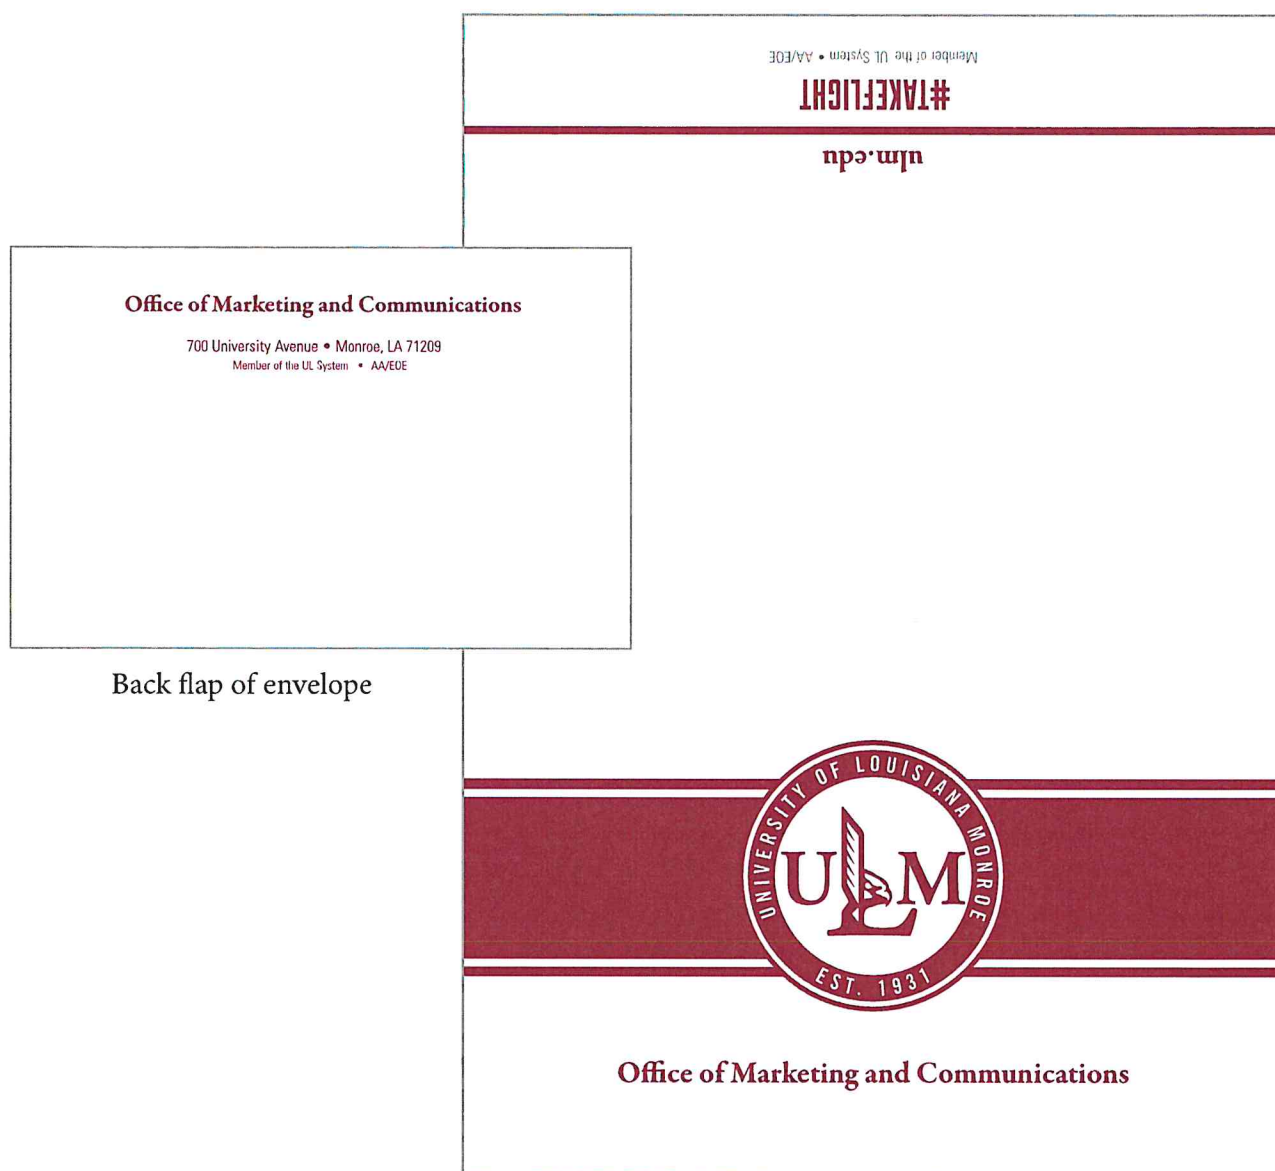 Member of the UL System • AA/EOE
#TAKEFLIGHT
ulm.edu
Office of Marketing and Communications
700 University Avenue • Monroe, LA 71209
Member of the UL System • AA/EOE
Back flap of envelope
UNIVERSITY OF LOUISIANA MONROE
ULM
EST. 1931
Office of Marketing and Communications